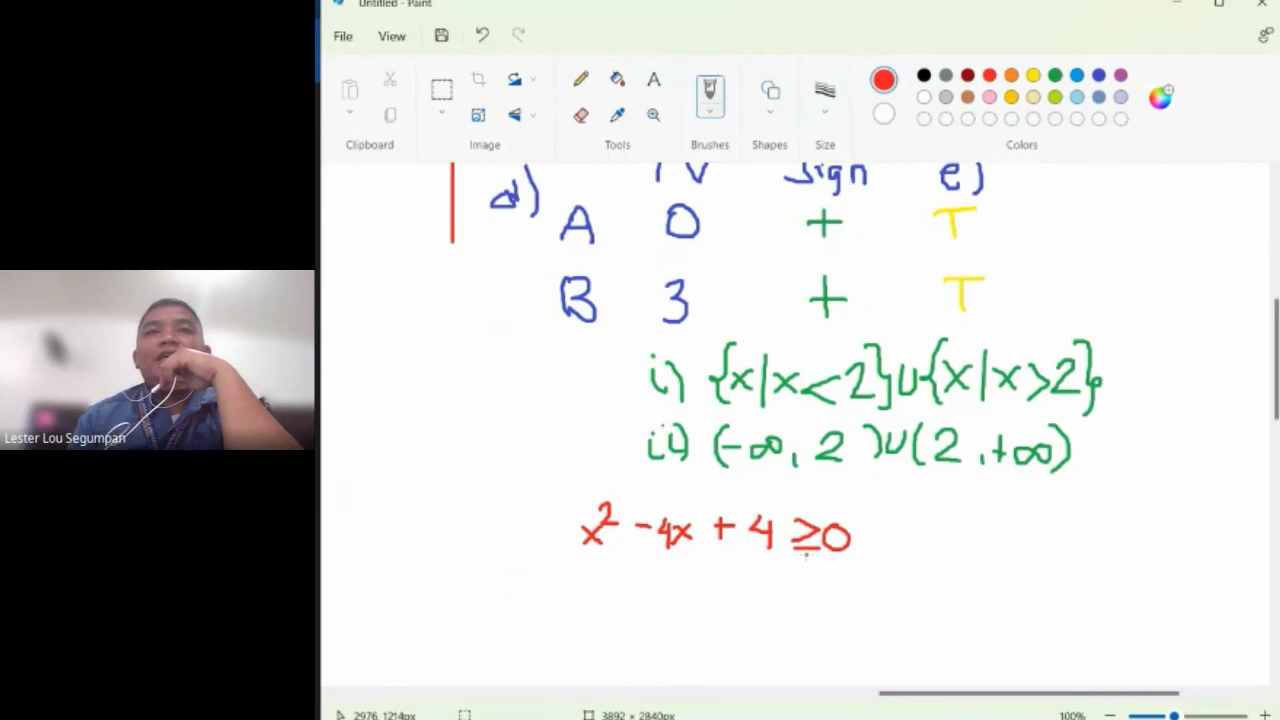 Untitled - Paint
File View
Clipboard Image Tools Brushes Shapes Size Colors
d) TV Sign e)
A 0 + T
B 3 + T
i) {x|x<2}∪{x|x>2}
ii) (-∞, 2)∪(2, +∞)
x² - 4x + 4 ≥ 0
Lester Lou Segumpan
2976, 1214px 3892 × 2840px 100%